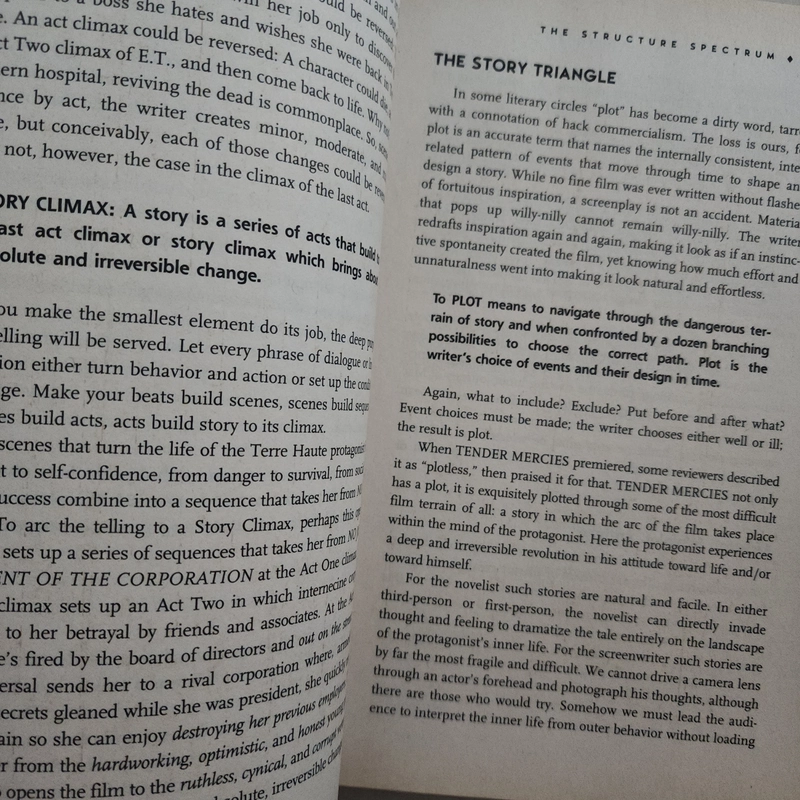 uld be reversed
her job only to discover
to a boss she hates and wishes she were back in
e. An act climax could be reversed: A character could die,
ct Two climax of E.T., and then come back to life. Why not
ern hospital, reviving the dead is commonplace. So,
nce by act, the writer creates minor, moderate, and
e, but conceivably, each of those changes could be
not, however, the case in the climax of the last act.
ORY CLIMAX: A story is a series of acts that build
ast act climax or story climax which brings abou
solute and irreversible change.
ou make the smallest element do its job, the deep
elling will be served. Let every phrase of dialogue or
ion either turn behavior and action or set up the
ge. Make your beats build scenes, scenes build
es build acts, acts build story to its climax.
scenes that turn the life of the Terre Haute protagonist
t to self-confidence, from danger to survival, from
uccess combine into a sequence that takes her from
To arc the telling to a Story Climax, perhaps this
sets up a series of sequences that takes her from
ENT OF THE CORPORATION at the Act One
climax sets up an Act Two in which internecine
to her betrayal by friends and associates. At the
e's fired by the board of directors and out on the
ersal sends her to a rival corporation where,
ecrets gleaned while she was president, she quickly
ain so she can enjoy destroying her previous
r from the hardworking, optimistic, and honest
opens the film to the ruthless, cynical, and corrupt
olute, irreversible
THE STRUCTURE SPECTRUM ♦
THE STORY TRIANGLE
In some literary circles "plot" has become a dirty word, tarr
with a connotation of hack commercialism. The loss is ours, f
plot is an accurate term that names the internally consistent, inte
related pattern of events that move through time to shape an
design a story. While no fine film was ever written without flashe
of fortuitous inspiration, a screenplay is not an accident. Materia
that pops up willy-nilly cannot remain willy-nilly. The writer
redrafts inspiration again and again, making it look as if an instinc-
tive spontaneity created the film, yet knowing how much effort and
unnaturalness went into making it look natural and effortless.
To PLOT means to navigate through the dangerous ter-
rain of story and when confronted by a dozen branching
possibilities to choose the correct path. Plot is the
writer's choice of events and their design in time.
Again, what to include? Exclude? Put before and after what?
Event choices must be made; the writer chooses either well or ill;
the result is plot.
When TENDER MERCIES premiered, some reviewers described
it as "plotless," then praised it for that. TENDER MERCIES not only
has a plot, it is exquisitely plotted through some of the most difficult
film terrain of all: a story in which the arc of the film takes place
within the mind of the protagonist. Here the protagonist experiences
a deep and irreversible revolution in his attitude toward life and/or
toward himself.
For the novelist such stories are natural and facile. In either
third-person or first-person, the novelist can directly invade
thought and feeling to dramatize the tale entirely on the landscape
of the protagonist's inner life. For the screenwriter such stories are
by far the most fragile and difficult. We cannot drive a camera lens
through an actor's forehead and photograph his thoughts, although
there are those who would try. Somehow we must lead the audi-
ence to interpret the inner life from outer behavior without loading